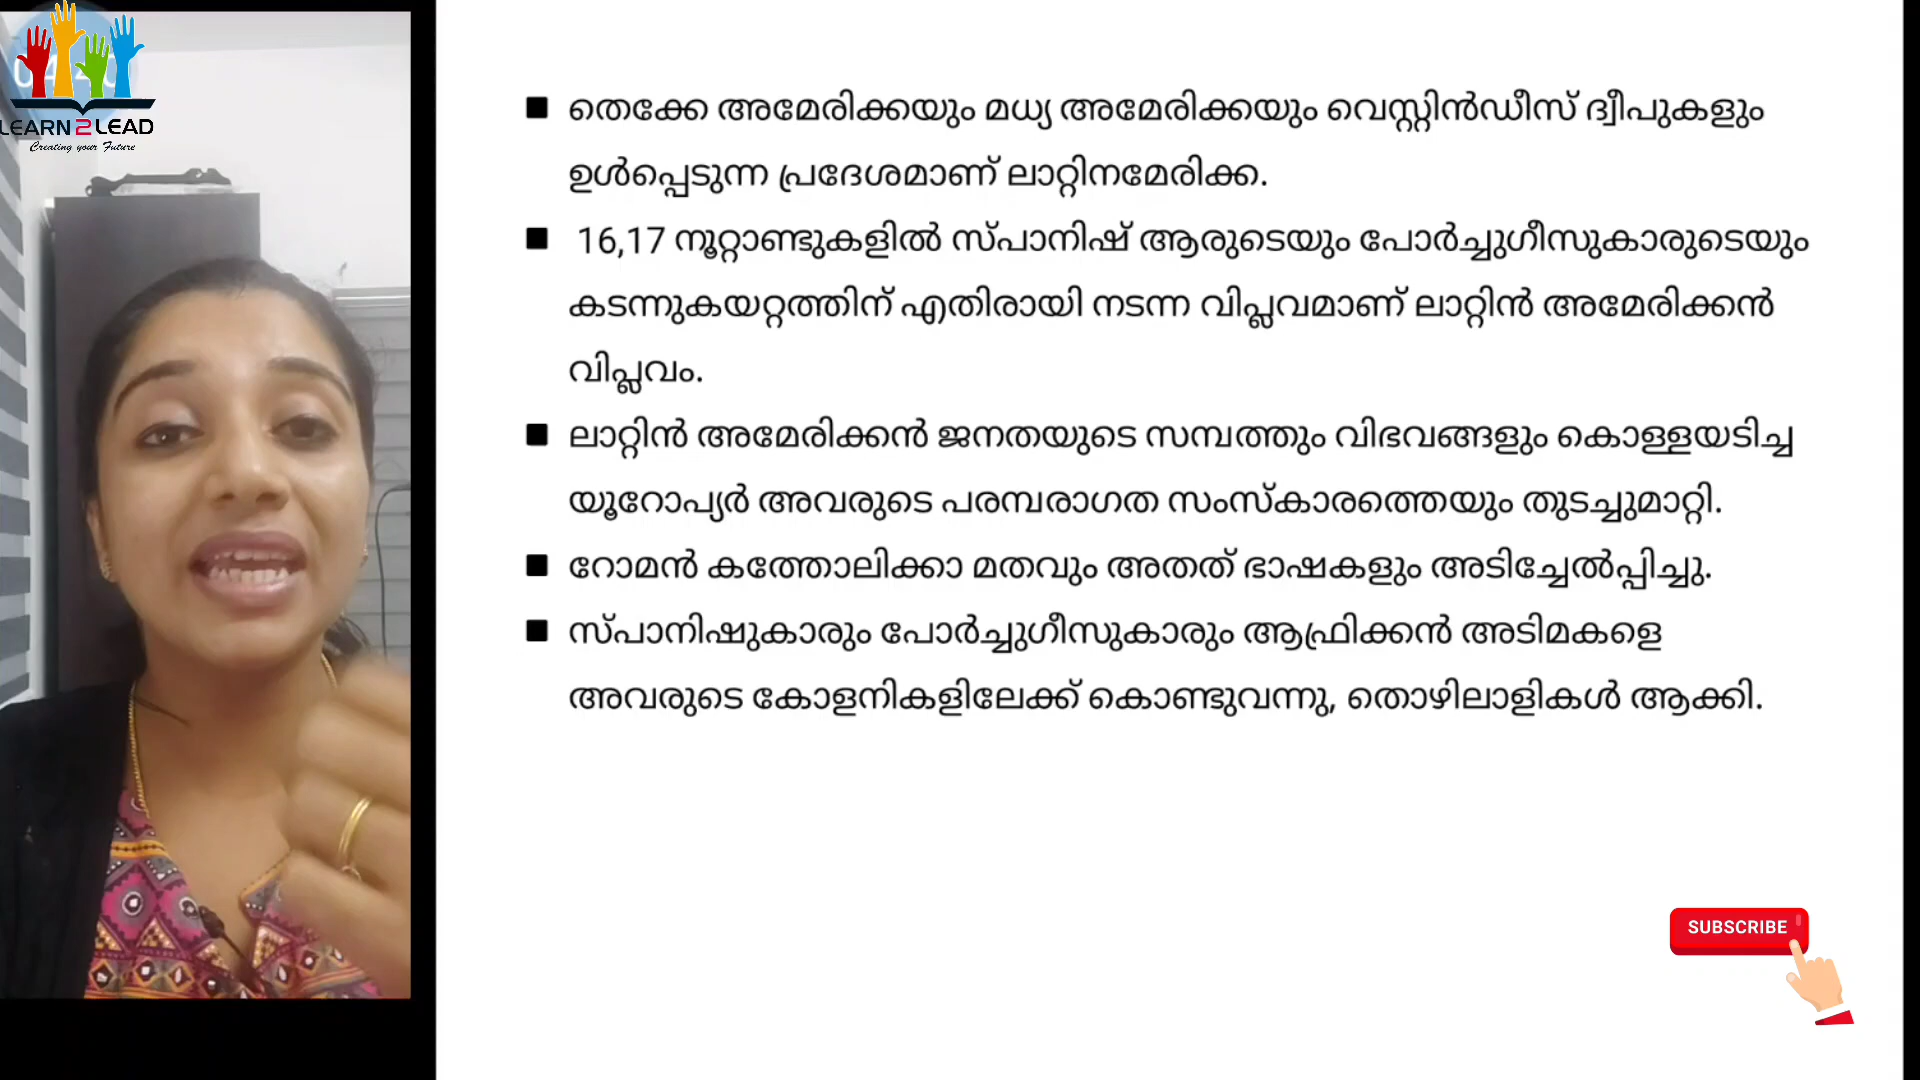 LEARN2LEAD
Creating your Future
തെക്കേ അമേരിക്കയും മധ്യ അമേരിക്കയും വെസ്റ്റിൻഡീസ് ദ്വീപുകളും
ഉൾപ്പെടുന്ന പ്രദേശമാണ് ലാറ്റിനമേരിക്ക.
16,17 നൂറ്റാണ്ടുകളിൽ സ്പാനിഷ് ആരുടെയും പോർച്ചുഗീസുകാരുടെയും
കടന്നുകയറ്റത്തിന് എതിരായി നടന്ന വിപ്ലവമാണ് ലാറ്റിൻ അമേരിക്കൻ
വിപ്ലവം.
ലാറ്റിൻ അമേരിക്കൻ ജനതയുടെ സമ്പത്തും വിഭവങ്ങളും കൊള്ളയടിച്ച
യൂറോപ്യർ അവരുടെ പരമ്പരാഗത സംസ്കാരത്തെയും തുടച്ചുമാറ്റി.
റോമൻ കത്തോലിക്കാ മതവും അതത് ഭാഷകളും അടിച്ചേൽപ്പിച്ചു.
സ്പാനിഷുകാരും പോർച്ചുഗീസുകാരും ആഫ്രിക്കൻ അടിമകളെ
അവരുടെ കോളനികളിലേക്ക് കൊണ്ടുവന്നു, തൊഴിലാളികൾ ആക്കി.
SUBSCRIBE